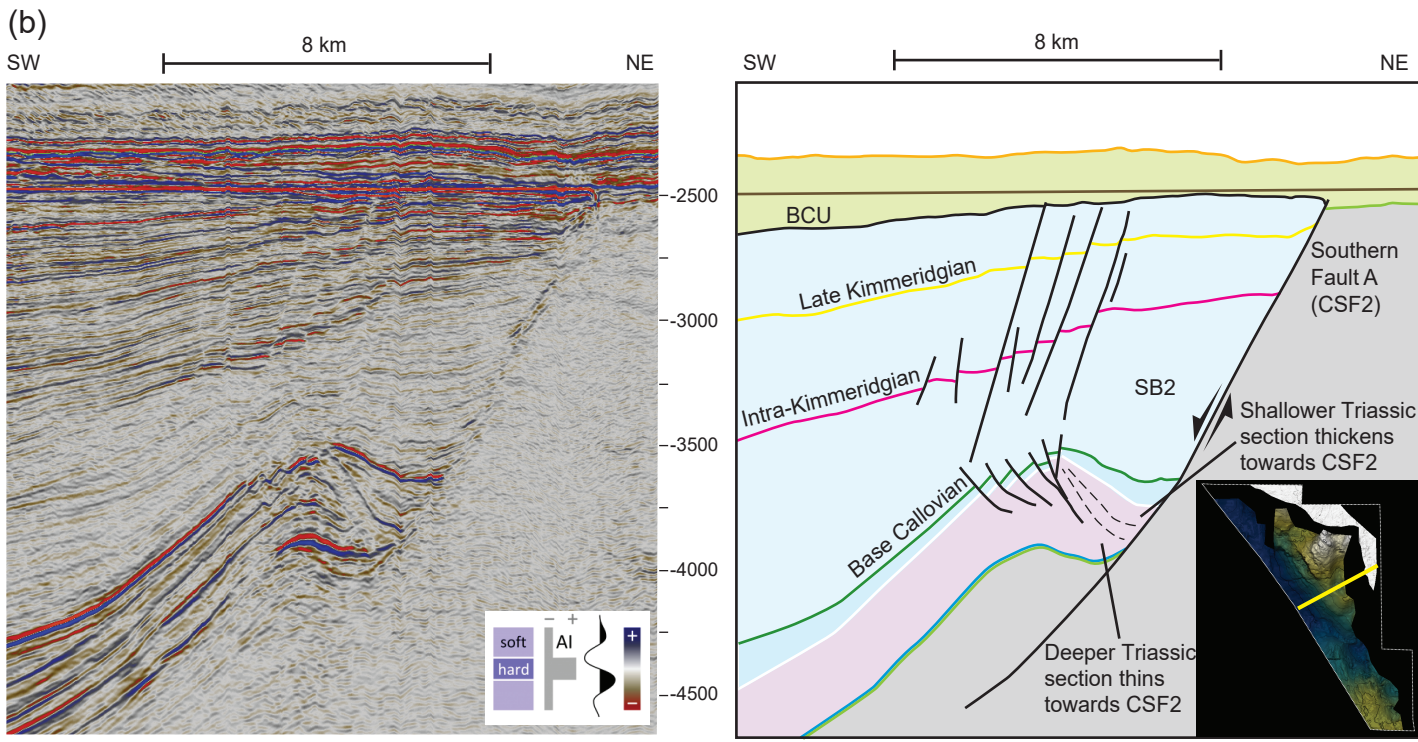 (b)
8 km
SW
NE
-2500
-3000
-3500
-4000
-4500
soft
hard
− +
AI
+
−
8 km
SW
NE
BCU
Late Kimmeridgian
Intra-Kimmeridgian
Base Callovian
SB2
Southern
Fault A
(CSF2)
Shallower Triassic
section thickens
towards CSF2
Deeper Triassic
section thins
towards CSF2